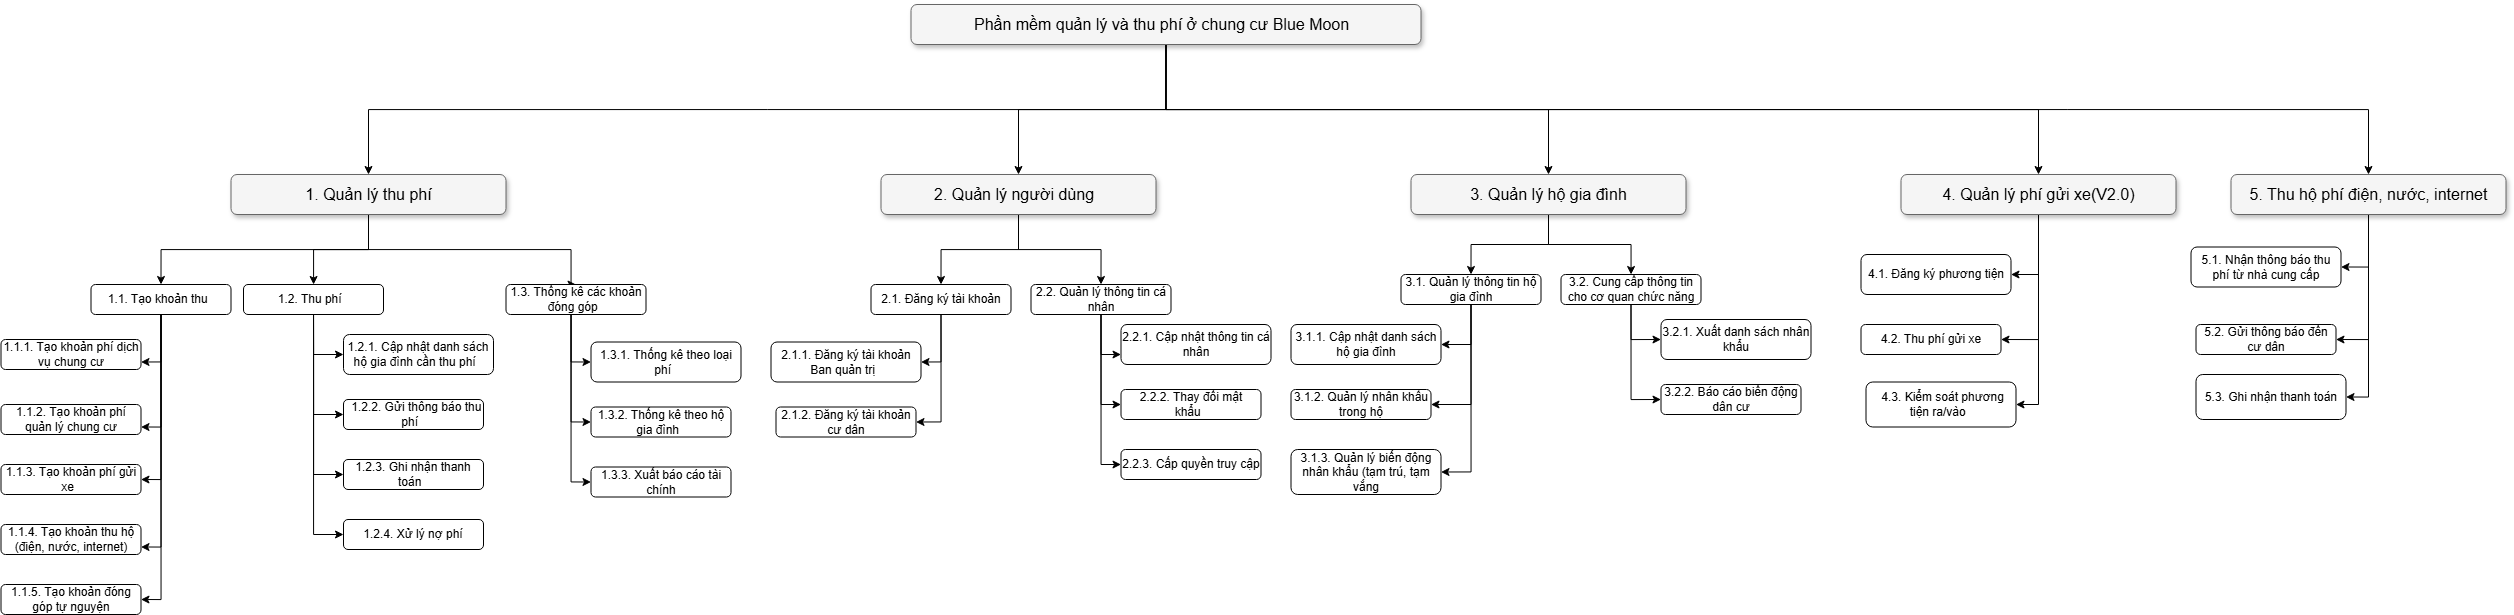 Phần mềm quản lý và thu phí ở chung cư Blue Moon
1. Quản lý thu phí
2. Quản lý người dùng
3. Quản lý hộ gia đình
4. Quản lý phí gửi xe(V2.0)
5. Thu hộ phí điện, nước, internet
1.1. Tạo khoản thu
1.1.1. Tạo khoản phí dịch
vụ chung cư
1.1.2. Tạo khoản phí
quản lý chung cư
1.1.3. Tạo khoản phí gửi
xe
1.1.4. Tạo khoản thu hộ
(điện, nước, internet)
1.1.5. Tạo khoản đóng
góp tự nguyện
1.2. Thu phí
1.2.1. Cập nhật danh sách
hộ gia đình cần thu phí
1.2.2. Gửi thông báo thu
phí
1.2.3. Ghi nhận thanh
toán
1.2.4. Xử lý nợ phí
1.3. Thống kê các khoản
đóng góp
1.3.1. Thống kê theo loại
phí
1.3.2. Thống kê theo hộ
gia đình
1.3.3. Xuất báo cáo tài
chính
2.1. Đăng ký tài khoản
2.1.1. Đăng ký tài khoản
Ban quản trị
2.1.2. Đăng ký tài khoản
cư dân
2.2. Quản lý thông tin cá
nhân
2.2.1. Cập nhật thông tin cá
nhân
2.2.2. Thay đổi mật
khẩu
2.2.3. Cấp quyền truy cập
3.1. Quản lý thông tin hộ
gia đình
3.1.1. Cập nhật danh sách
hộ gia đình
3.1.2. Quản lý nhân khẩu
trong hộ
3.1.3. Quản lý biến động
nhân khẩu (tạm trú, tạm
vắng
3.2. Cung cấp thông tin
cho cơ quan chức năng
3.2.1. Xuất danh sách nhân
khẩu
3.2.2. Báo cáo biến động
dân cư
4.1. Đăng ký phương tiện
4.2. Thu phí gửi xe
4.3. Kiểm soát phương
tiện ra/vào
5.1. Nhận thông báo thu
phí từ nhà cung cấp
5.2. Gửi thông báo đến
cư dân
5.3. Ghi nhận thanh toán